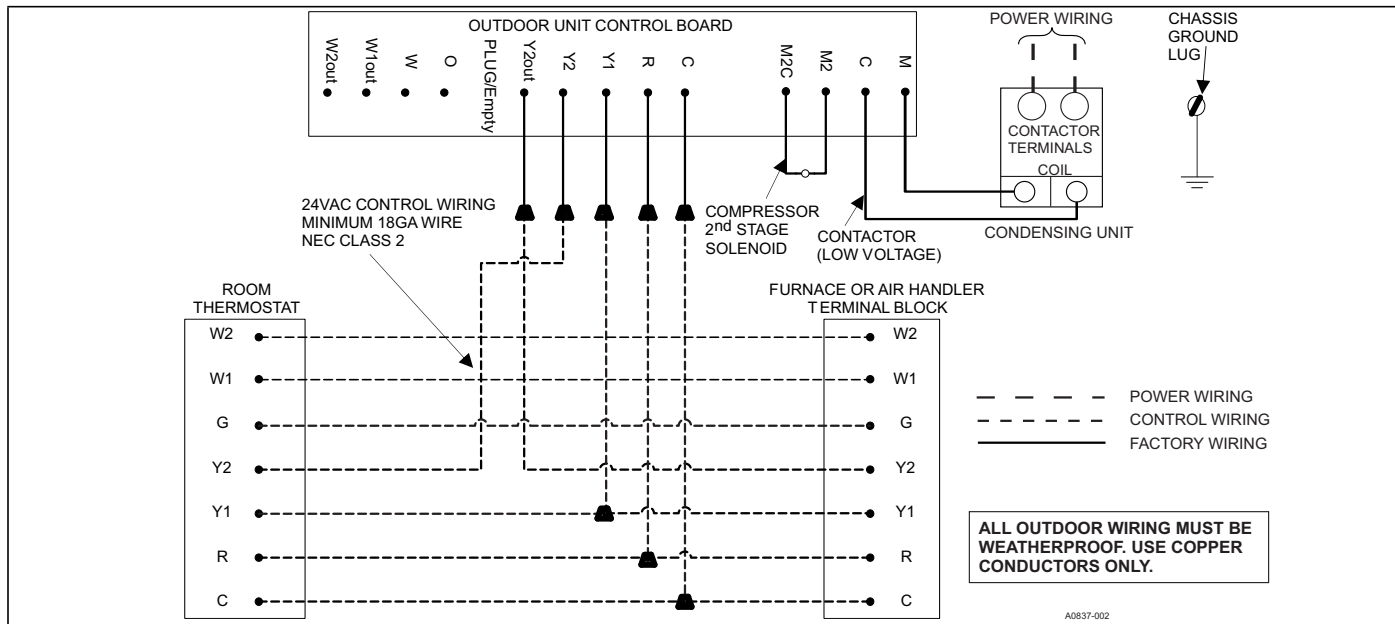 OUTDOOR UNIT CONTROL BOARD
W2out
W1out
W
O
PLUG/Empty
Y2out
Y2
Y1
R
C
M2C
M2
C
M
POWER WIRING
CHASSIS
GROUND
LUG
CONTACTOR
TERMINALS
COIL
CONDENSING UNIT
24VAC CONTROL WIRING
MINIMUM 18GA WIRE
NEC CLASS 2
COMPRESSOR
2nd STAGE
SOLENOID
CONTACTOR
(LOW VOLTAGE)
ROOM
THERMOSTAT
W2
W1
G
Y2
Y1
R
C
FURNACE OR AIR HANDLER
TERMINAL BLOCK
W2
W1
G
Y2
Y1
R
C
POWER WIRING
CONTROL WIRING
FACTORY WIRING
ALL OUTDOOR WIRING MUST BE
WEATHERPROOF. USE COPPER
CONDUCTORS ONLY.
A0837-002